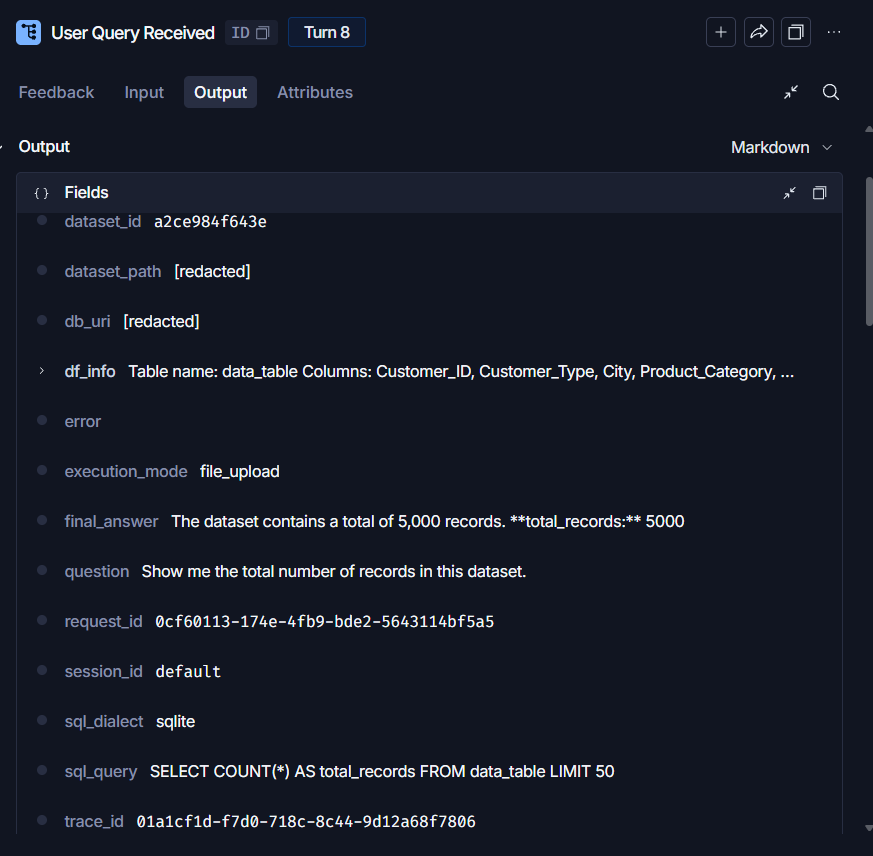 User Query Received ID Turn 8
Feedback Input Output Attributes
Output Markdown
{} Fields
dataset_id a2ce984f643e
dataset_path [redacted]
db_uri [redacted]
df_info Table name: data_table Columns: Customer_ID, Customer_Type, City, Product_Category, ...
error
execution_mode file_upload
final_answer The dataset contains a total of 5,000 records. **total_records:** 5000
question Show me the total number of records in this dataset.
request_id 0cf60113-174e-4fb9-bde2-5643114bf5a5
session_id default
sql_dialect sqlite
sql_query SELECT COUNT(*) AS total_records FROM data_table LIMIT 50
trace_id 01a1cf1d-f7d0-718c-8c44-9d12a68f7806